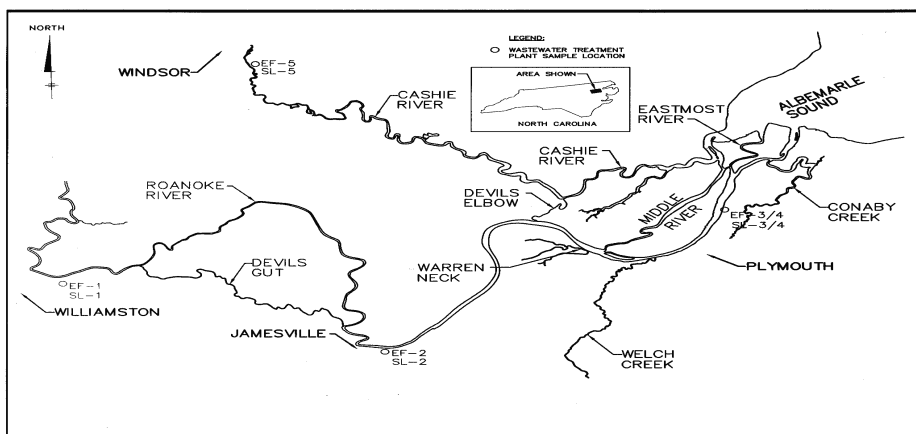 NORTH
LEGEND:
WASTEWATER TREATMENT
PLANT SAMPLE LOCATION
AREA SHOWN
NORTH CAROLINA
WINDSOR
EF-5
SL-5
CASHIE
RIVER
EASTMOST
RIVER
ALBEMARLE
SOUND
CASHIE
RIVER
ROANOKE
RIVER
DEVILS
ELBOW
MIDDLE
RIVER
EF-3/4
SL-3/4
CONABY
CREEK
DEVILS
GUT
WARREN
NECK
PLYMOUTH
EF-1
SL-1
WILLIAMSTON
JAMESVILLE
EF-2
SL-2
WELCH
CREEK